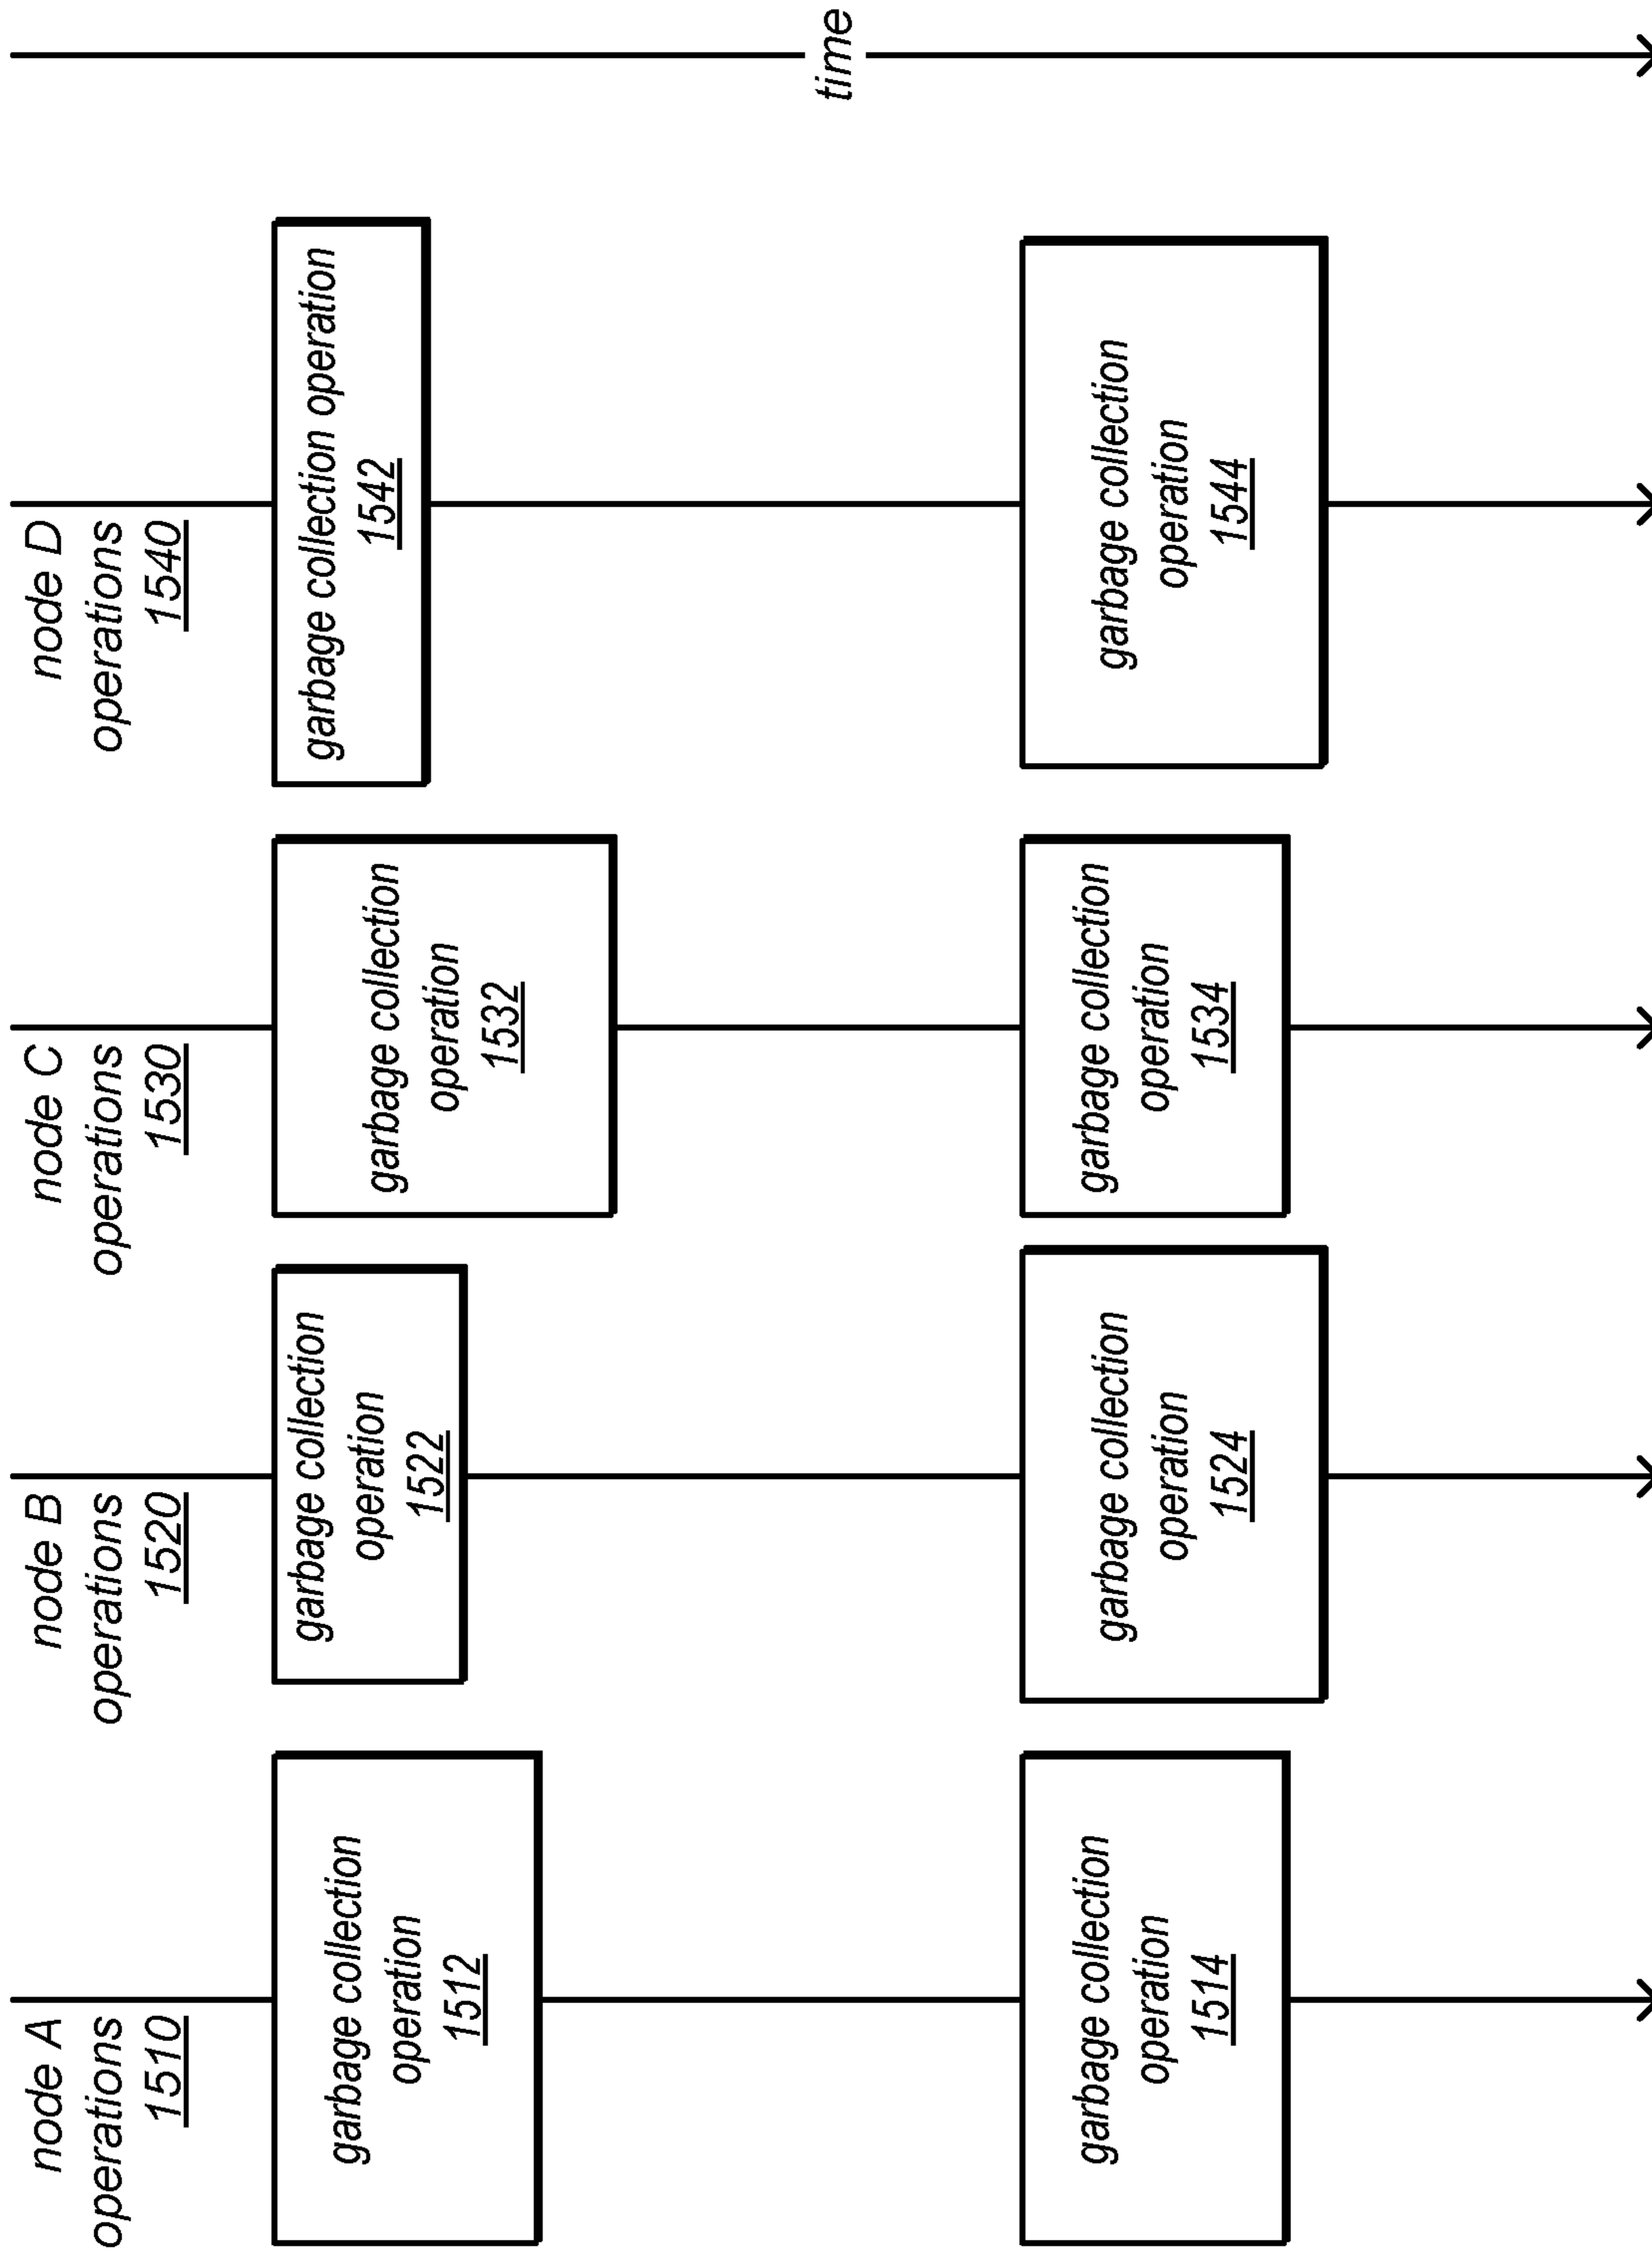 node A
operations
1510
garbage collection
operation
1512
garbage collection
operation
1514
node B
operations
1520
garbage collection
operation
1522
garbage collection
operation
1524
node C
operations
1530
garbage collection
operation
1532
garbage collection
operation
1534
node D
operations
1540
garbage collection operation
1542
garbage collection
operation
1544
time